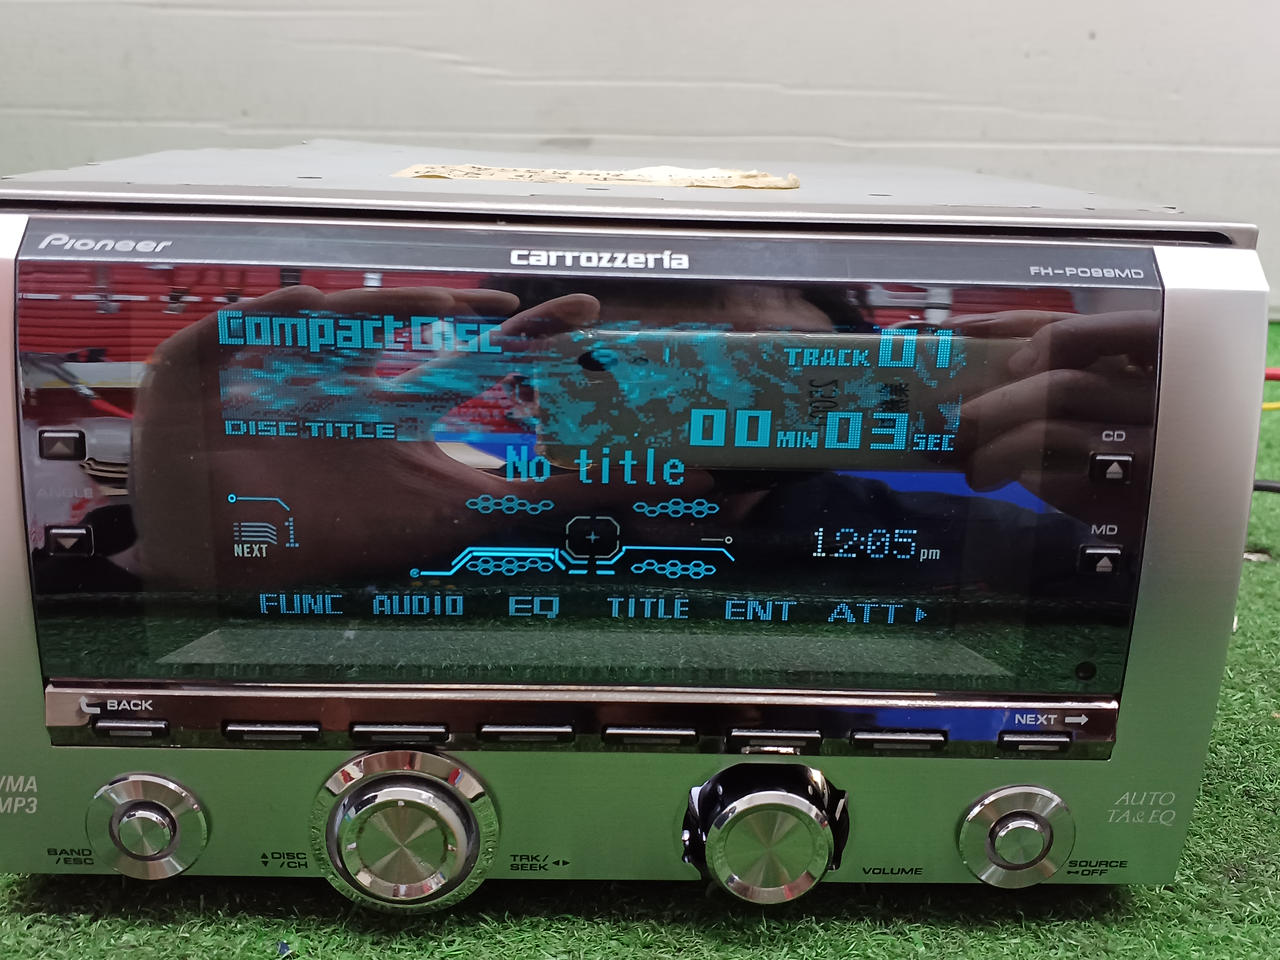 Pioneer
carrozzeria
FH-P099MD
Compact Disc
TRACK 01
00 MIN 03 SEC
DISC TITLE
No title
CD
ANGLE
MD
1
NEXT
12:05 pm
FUNC AUDIO EQ TITLE ENT ATT
BACK
NEXT
WMA
MP3
AUTO
TA & EQ
BAND
/ESC
DISC
/CH
TRK/
SEEK
VOLUME
SOURCE
OFF